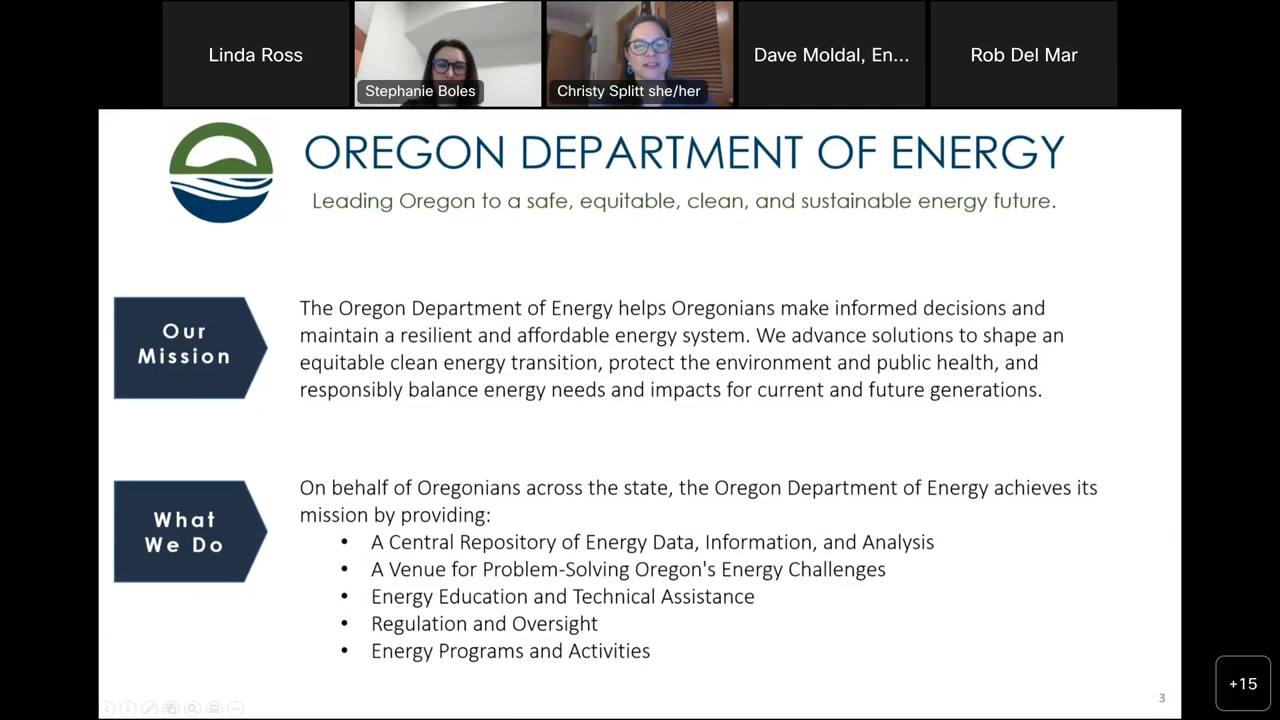 Linda Ross
Stephanie Boles
Christy Splitt she/her
Dave Moldal, En...
Rob Del Mar
OREGON DEPARTMENT OF ENERGY
Leading Oregon to a safe, equitable, clean, and sustainable energy future.
Our
Mission
The Oregon Department of Energy helps Oregonians make informed decisions and
maintain a resilient and affordable energy system. We advance solutions to shape an
equitable clean energy transition, protect the environment and public health, and
responsibly balance energy needs and impacts for current and future generations.
What
We Do
On behalf of Oregonians across the state, the Oregon Department of Energy achieves its
mission by providing:
• A Central Repository of Energy Data, Information, and Analysis
• A Venue for Problem-Solving Oregon's Energy Challenges
• Energy Education and Technical Assistance
• Regulation and Oversight
• Energy Programs and Activities
3
+15